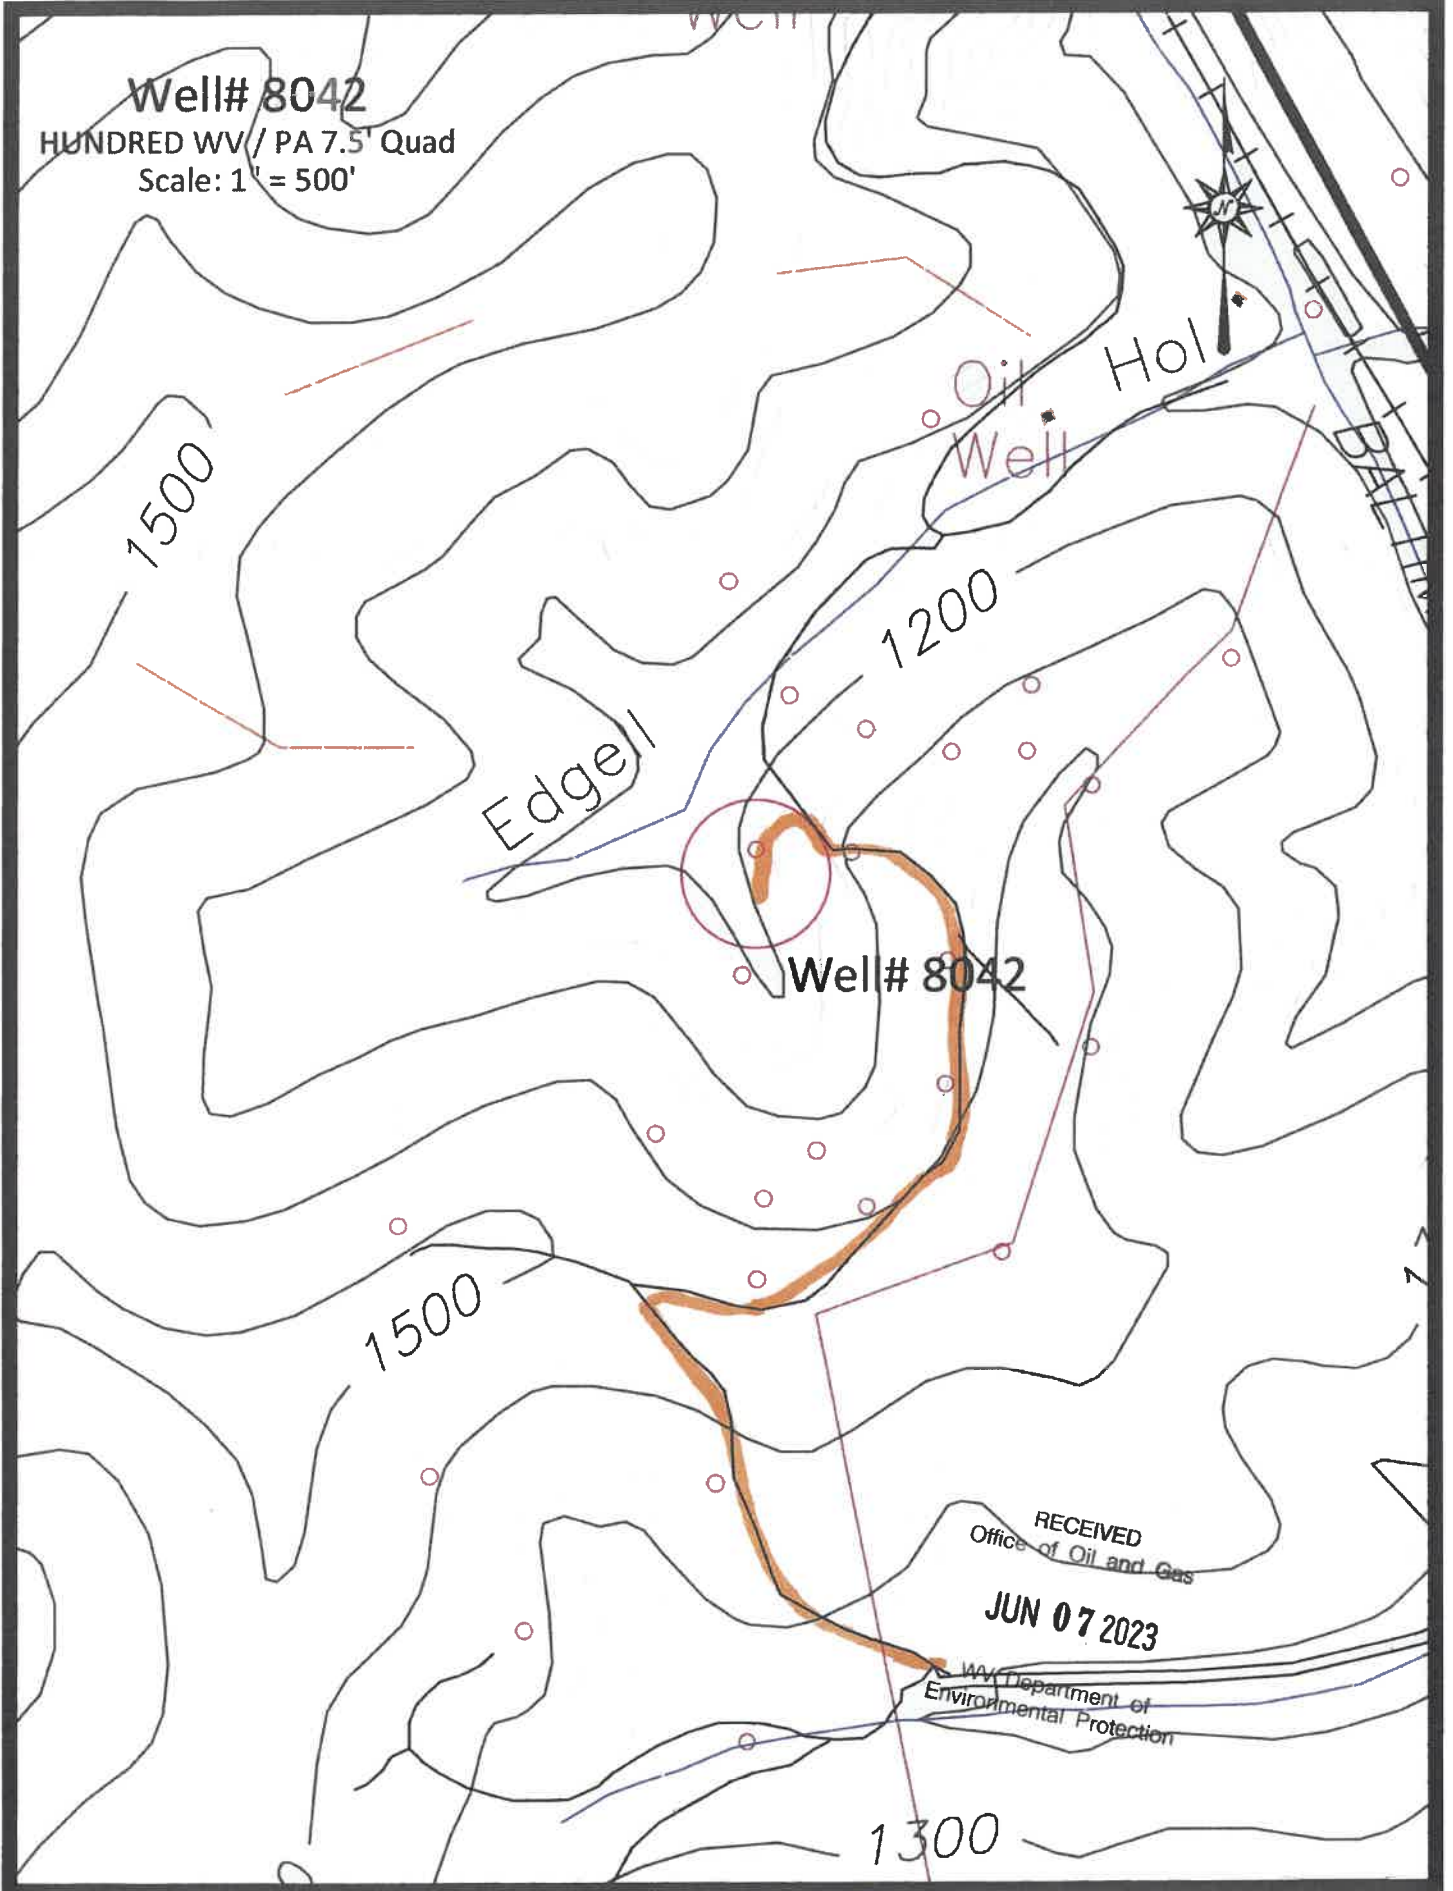 Well
Well# 8042
HUNDRED WV / PA 7.5' Quad
Scale: 1" = 500'
N
Hol
Oil
Well
1500
1200
Edgell
Well# 8042
1500
RECEIVED
Office of Oil and Gas
JUN 07 2023
WV Department of
Environmental Protection
1300